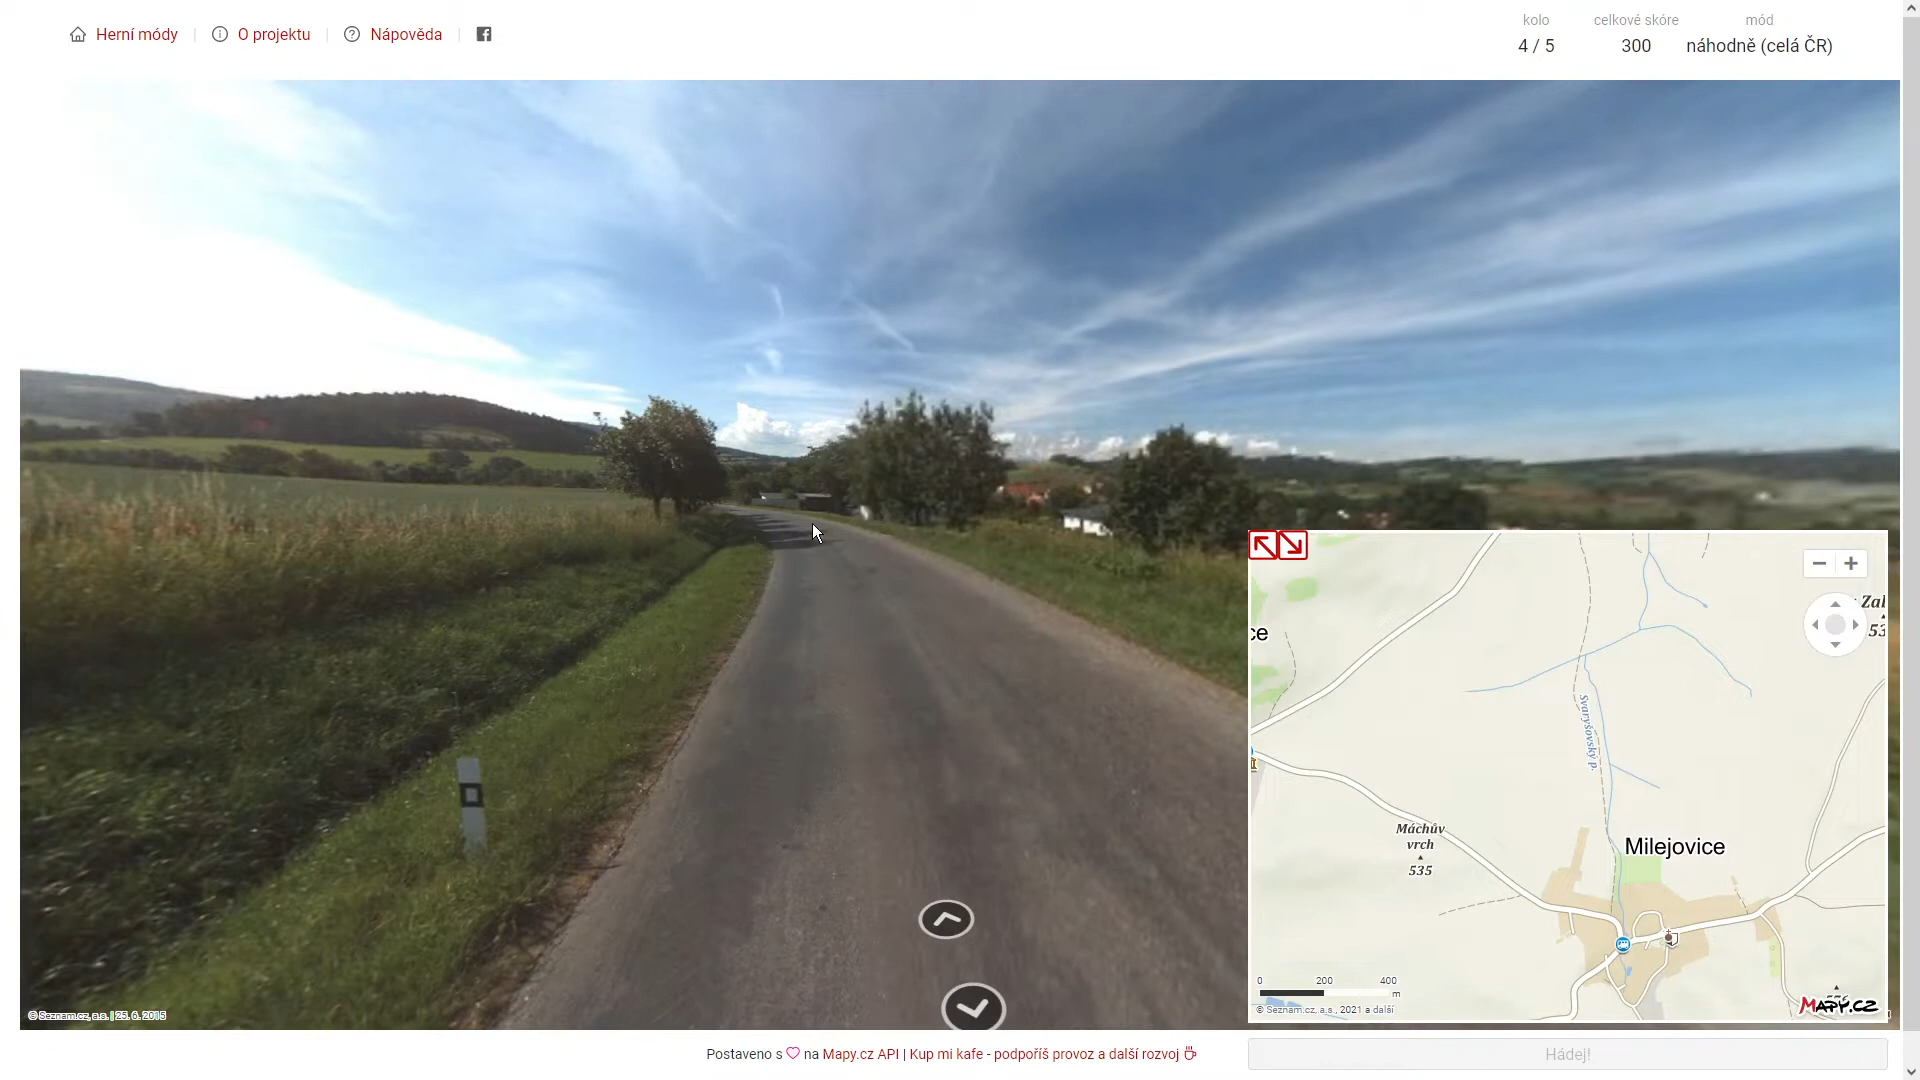 Herní módy
O projektu
Nápověda
kolo
celkové skóre
mód
4 / 5
300
náhodně (celá ČR)
Svaryšovský p.
Máchův
vrch
535
Milejovice
0 200 400
m
© Seznam.cz, a.s., 2021 a další
Mapy.cz
© Seznam.cz, a.s. | 25. 6. 2015
Postaveno s na Mapy.cz API | Kup mi kafe - podpoříš provoz a další rozvoj
Hádej!